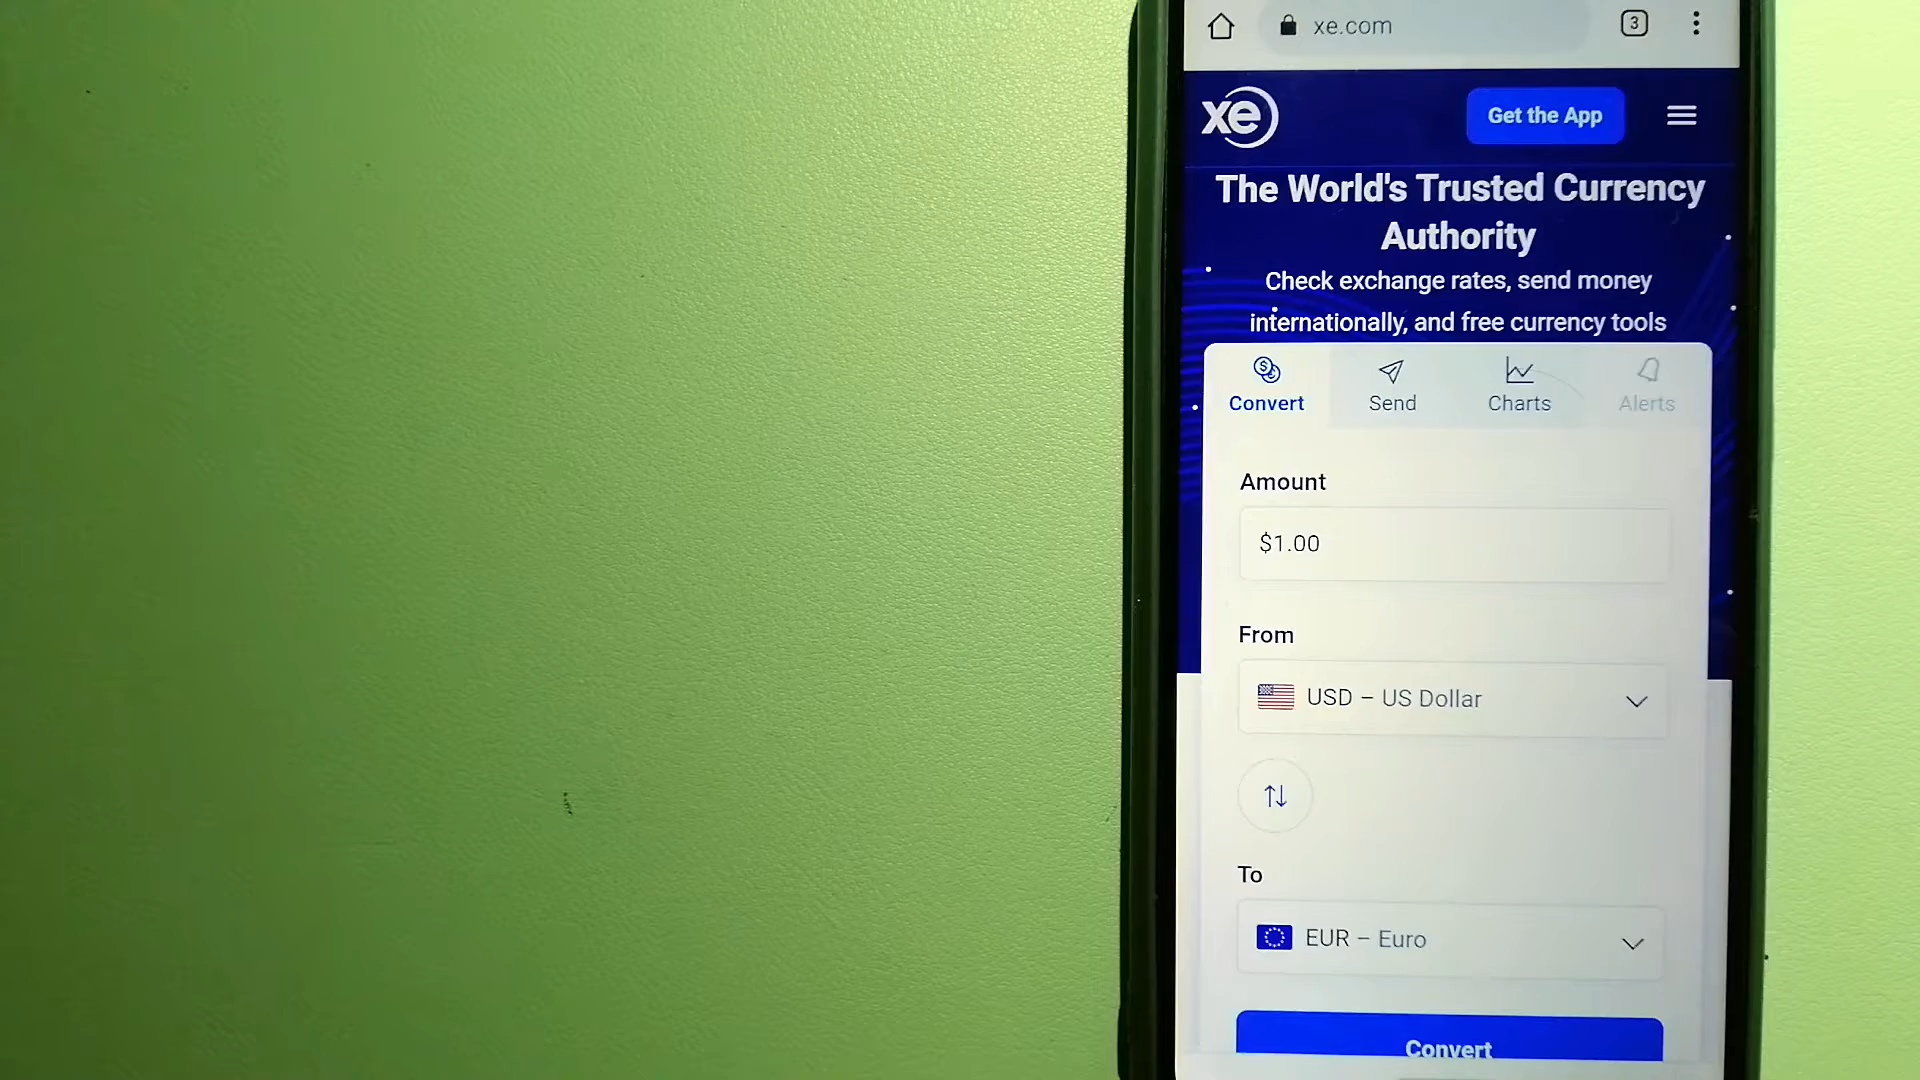 xe.com
3
xe
Get the App
The World's Trusted Currency
Authority
Check exchange rates, send money
internationally, and free currency tools
Convert
Send
Charts
Alerts
Amount
$1.00
From
USD – US Dollar
To
EUR – Euro
Convert